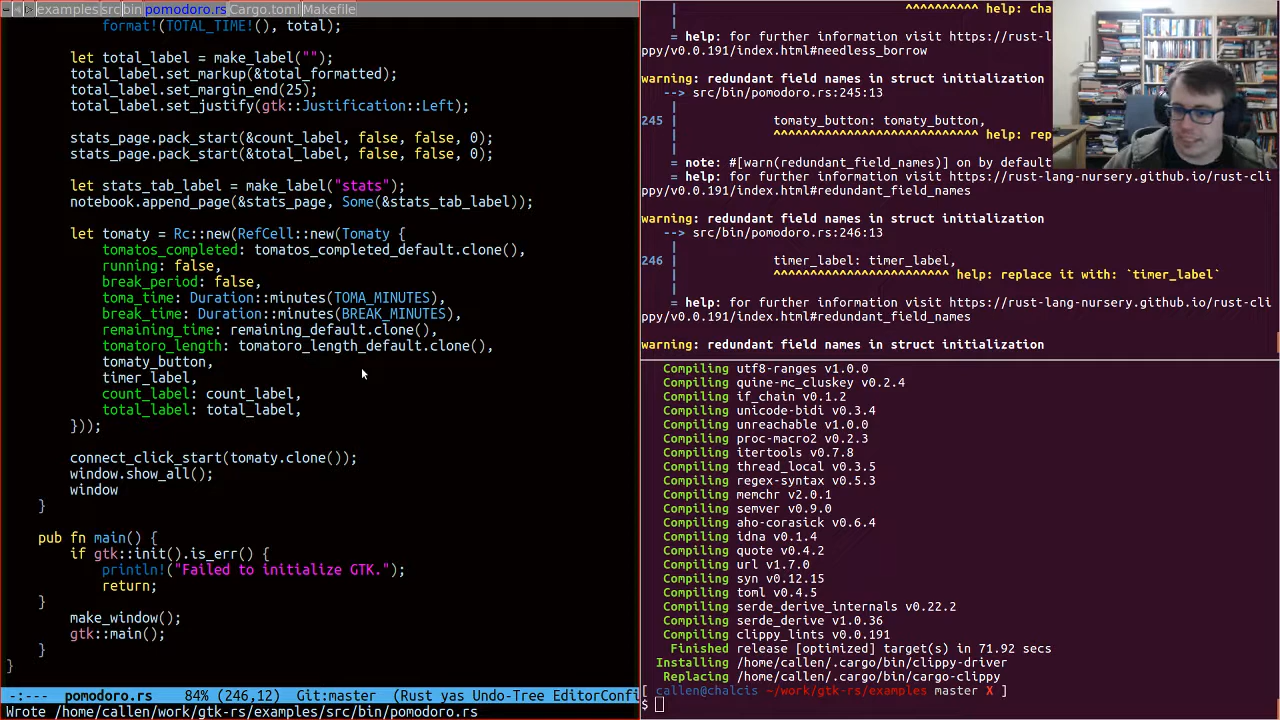 examples src bin pomodoro.rs Cargo.toml Makefile
format!(TOTAL_TIME!(), total);
let total_label = make_label("");
total_label.set_markup(&total_formatted);
total_label.set_margin_end(25);
total_label.set_justify(gtk::Justification::Left);
stats_page.pack_start(&count_label, false, false, 0);
stats_page.pack_start(&total_label, false, false, 0);
let stats_tab_label = make_label("stats");
notebook.append_page(&stats_page, Some(&stats_tab_label));
let tomaty = Rc::new(RefCell::new(Tomaty {
tomatos_completed: tomatos_completed_default.clone(),
running: false,
break_period: false,
toma_time: Duration::minutes(TOMA_MINUTES),
break_time: Duration::minutes(BREAK_MINUTES),
remaining_time: remaining_default.clone(),
tomatoro_length: tomatoro_length_default.clone(),
tomaty_button,
timer_label,
count_label: count_label,
total_label: total_label,
}));
connect_click_start(tomaty.clone());
window.show_all();
window
}
pub fn main() {
if gtk::init().is_err() {
println!("Failed to initialize GTK.");
return;
}
make_window();
gtk::main();
}
}
-:---  pomodoro.rs    84% (246,12)   Git:master  (Rust yas Undo-Tree EditorConfi
Wrote /home/callen/work/gtk-rs/examples/src/bin/pomodoro.rs
^^^^^^^^^^ help: cha
|
= help: for further information visit https://rust-l
ppy/v0.0.191/index.html#needless_borrow
warning: redundant field names in struct initialization
--> src/bin/pomodoro.rs:245:13
|
245 |             tomaty_button: tomaty_button,
|             ^^^^^^^^^^^^^^^^^^^^^^^^^^^^ help: rep
|
= note: #[warn(redundant_field_names)] on by default
= help: for further information visit https://rust-lang-nursery.github.io/rust-cli
ppy/v0.0.191/index.html#redundant_field_names
warning: redundant field names in struct initialization
--> src/bin/pomodoro.rs:246:13
|
246 |             timer_label: timer_label,
|             ^^^^^^^^^^^^^^^^^^^^^^^^ help: replace it with: `timer_label`
|
= help: for further information visit https://rust-lang-nursery.github.io/rust-cli
ppy/v0.0.191/index.html#redundant_field_names
warning: redundant field names in struct initialization
Compiling utf8-ranges v1.0.0
Compiling quine-mc_cluskey v0.2.4
Compiling if_chain v0.1.2
Compiling unicode-bidi v0.3.4
Compiling unreachable v1.0.0
Compiling proc-macro2 v0.2.3
Compiling itertools v0.7.8
Compiling thread_local v0.3.5
Compiling regex-syntax v0.5.3
Compiling memchr v2.0.1
Compiling semver v0.9.0
Compiling aho-corasick v0.6.4
Compiling idna v0.1.4
Compiling quote v0.4.2
Compiling url v1.7.0
Compiling syn v0.12.15
Compiling toml v0.4.5
Compiling serde_derive_internals v0.22.2
Compiling serde_derive v1.0.36
Compiling clippy_lints v0.0.191
Finished release [optimized] target(s) in 71.92 secs
Installing /home/callen/.cargo/bin/clippy-driver
Replacing /home/callen/.cargo/bin/cargo-clippy
[ callen@chalcis ~/work/gtk-rs/examples master X ]
$